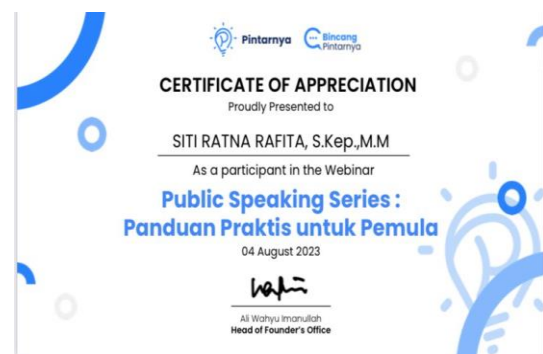 Pintarnya Bincang Pintarnya
CERTIFICATE OF APPRECIATION
Proudly Presented to
SITI RATNA RAFITA, S.Kep.,M.M
As a participant in the Webinar
Public Speaking Series :
Panduan Praktis untuk Pemula
04 August 2023
Ali Wahyu Imanullah
Head of Founder's Office